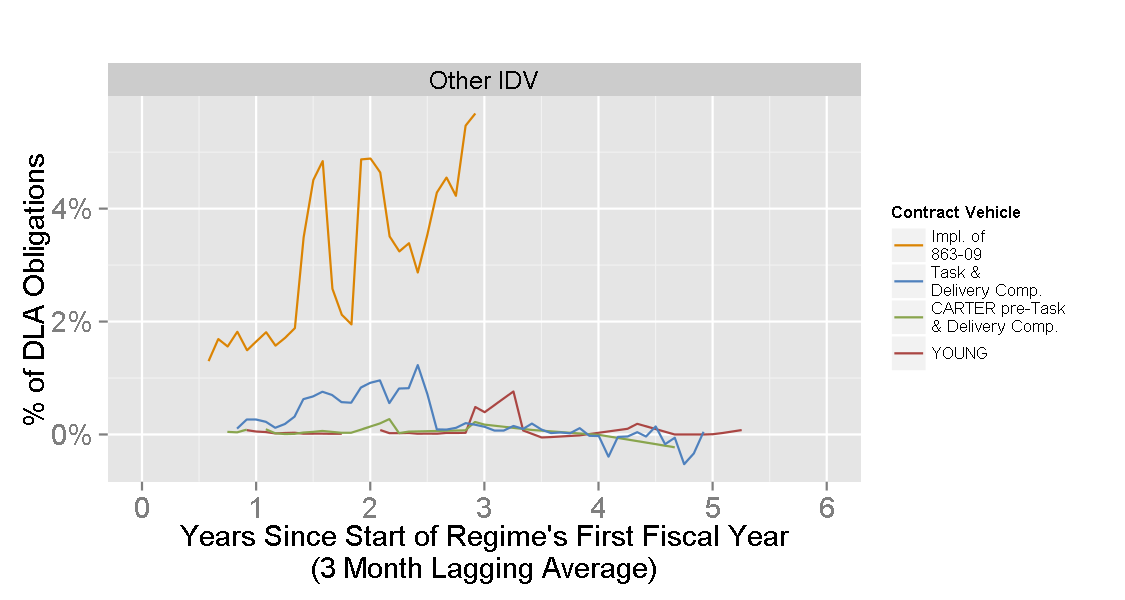 Other IDV
% of DLA Obligations
4%
2%
0%
0 1 2 3 4 5 6
Years Since Start of Regime's First Fiscal Year
(3 Month Lagging Average)
Contract Vehicle
Impl. of
863-09
Task &
Delivery Comp.
CARTER pre-Task
& Delivery Comp.
YOUNG